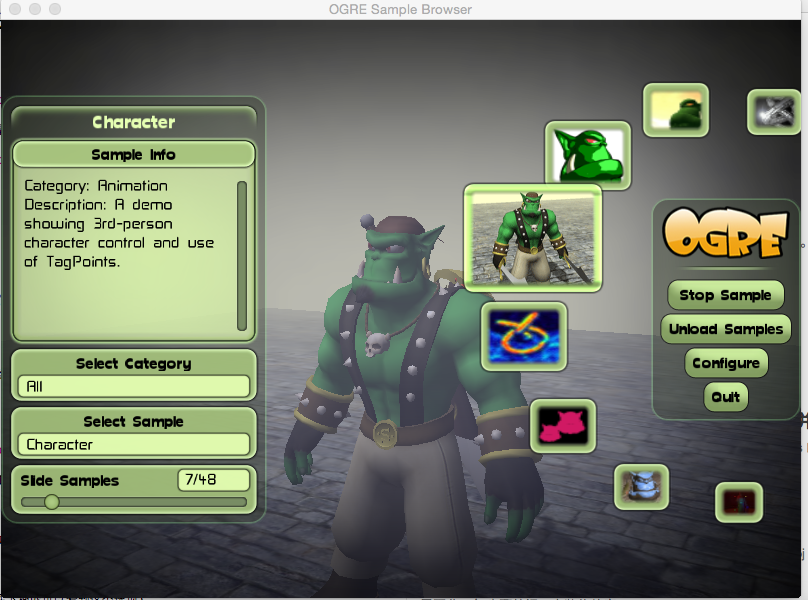 OGRE Sample Browser
Character
Sample Info
Category: Animation
Description: A demo
showing 3rd-person
character control and use
of TagPoints.
Select Category
All
Select Sample
Character
Slide Samples 7/48
OGRE
Stop Sample
Unload Samples
Configure
Quit